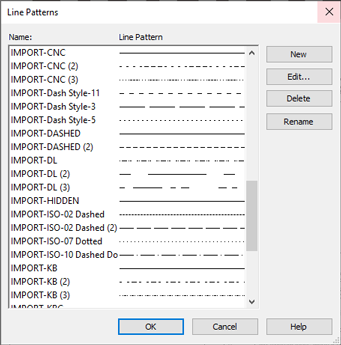 Line Patterns
Name: Line Pattern
IMPORT-CNC
IMPORT-CNC (2)
IMPORT-CNC (3)
IMPORT-Dash Style-11
IMPORT-Dash Style-3
IMPORT-Dash Style-5
IMPORT-DASHED
IMPORT-DASHED (2)
IMPORT-DL
IMPORT-DL (2)
IMPORT-DL (3)
IMPORT-HIDDEN
IMPORT-ISO-02 Dashed
IMPORT-ISO-02 Dashed (2)
IMPORT-ISO-07 Dotted
IMPORT-ISO-10 Dashed Do
IMPORT-KB
IMPORT-KB (2)
IMPORT-KB (3)
New
Edit...
Delete
Rename
OK Cancel Help